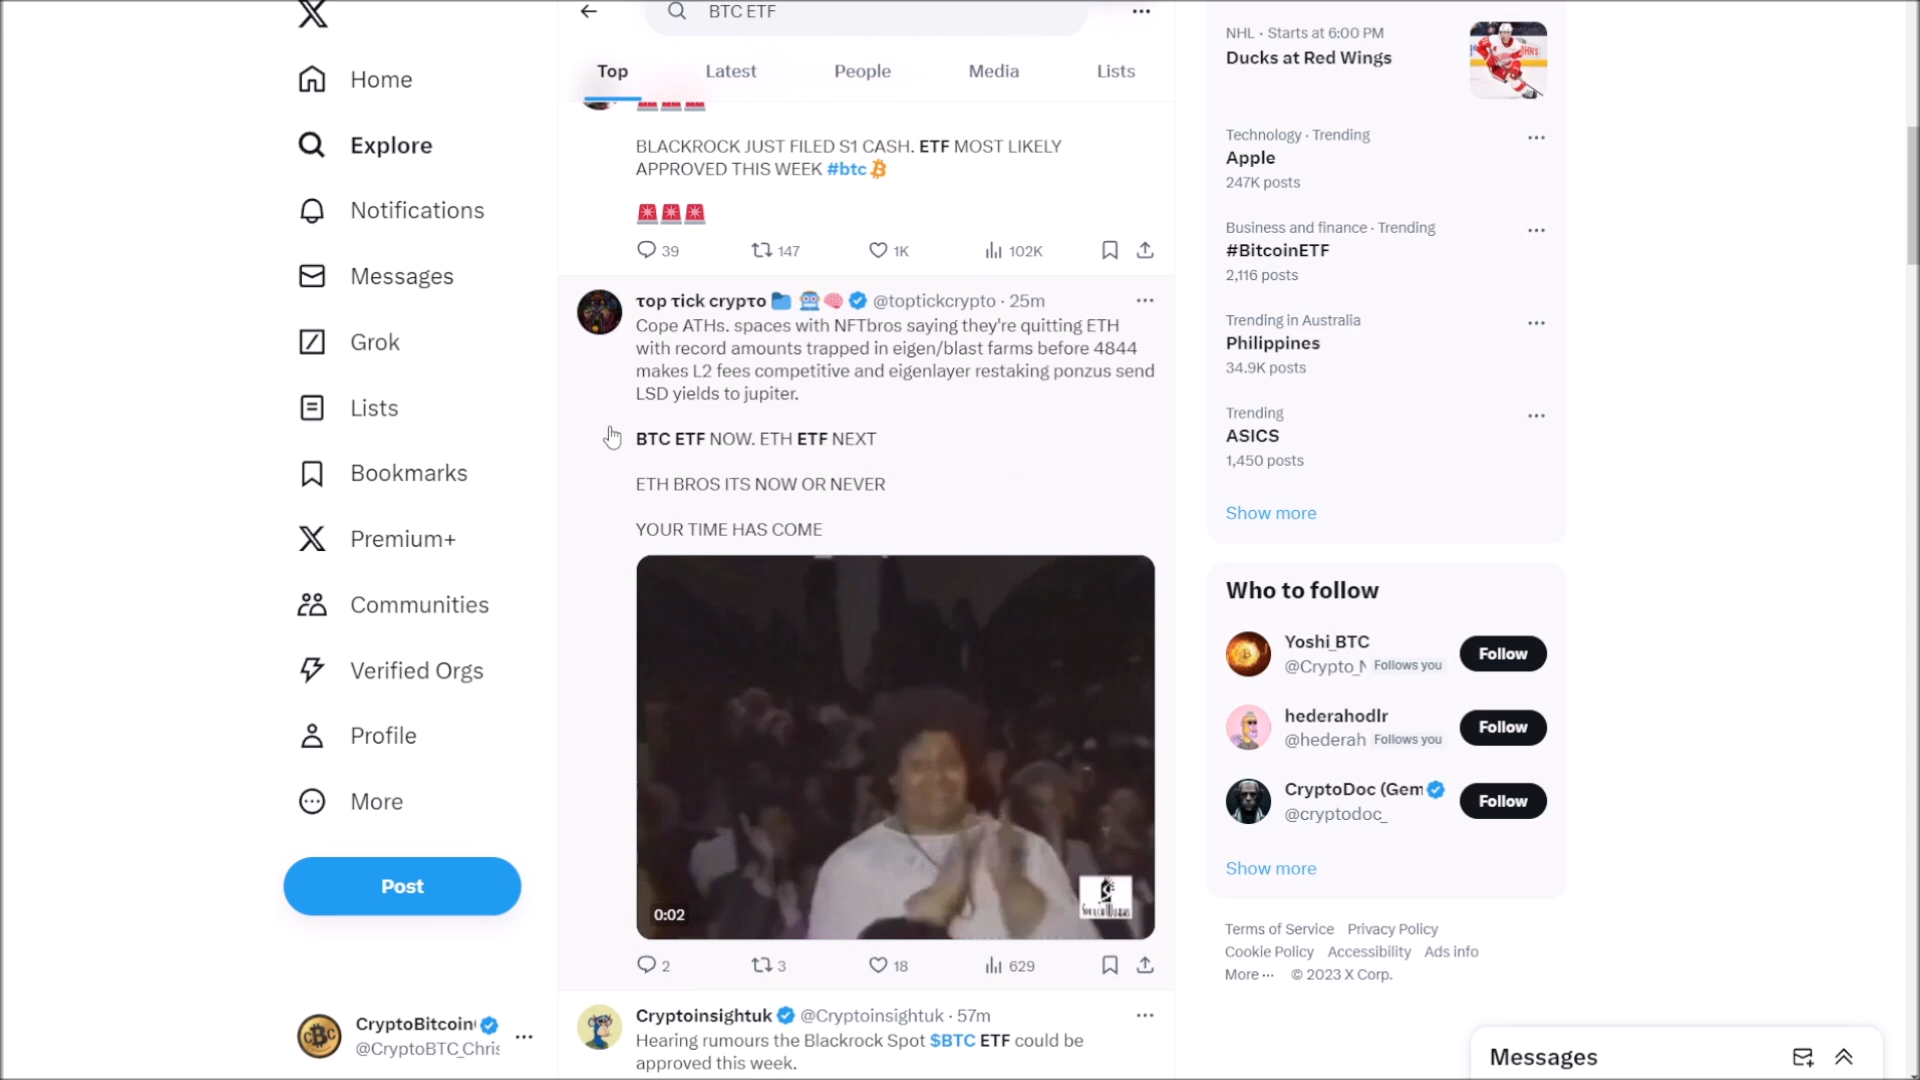 Home
Explore
Notifications
Messages
Grok
Lists
Bookmarks
Premium+
Communities
Verified Orgs
Profile
More
Post
CryptoBitcoin
@CryptoBTC_Chris
BTC ETF
Top
Latest
People
Media
Lists
BLACKROCK JUST FILED S1 CASH. ETF MOST LIKELY
APPROVED THIS WEEK #btc
39
147
1K
102K
τop τick crypτo @toptickcrypto · 25m
Cope ATHs. spaces with NFTbros saying they're quitting ETH
with record amounts trapped in eigen/blast farms before 4844
makes L2 fees competitive and eigenlayer restaking ponzus send
LSD yields to jupiter.
BTC ETF NOW. ETH ETF NEXT
ETH BROS ITS NOW OR NEVER
YOUR TIME HAS COME
0:02
2
3
18
629
Cryptoinsightuk @Cryptoinsightuk · 57m
Hearing rumours the Blackrock Spot $BTC ETF could be
approved this week.
NHL · Starts at 6:00 PM
Ducks at Red Wings
Technology · Trending
Apple
247K posts
Business and finance · Trending
#BitcoinETF
2,116 posts
Trending in Australia
Philippines
34.9K posts
Trending
ASICS
1,450 posts
Show more
Who to follow
Yoshi_BTC
@Crypto_ Follows you
Follow
hederahodlr
@hederah Follows you
Follow
CryptoDoc (Gem
@cryptodoc_
Follow
Show more
Terms of Service Privacy Policy
Cookie Policy Accessibility Ads info
More ··· © 2023 X Corp.
Messages